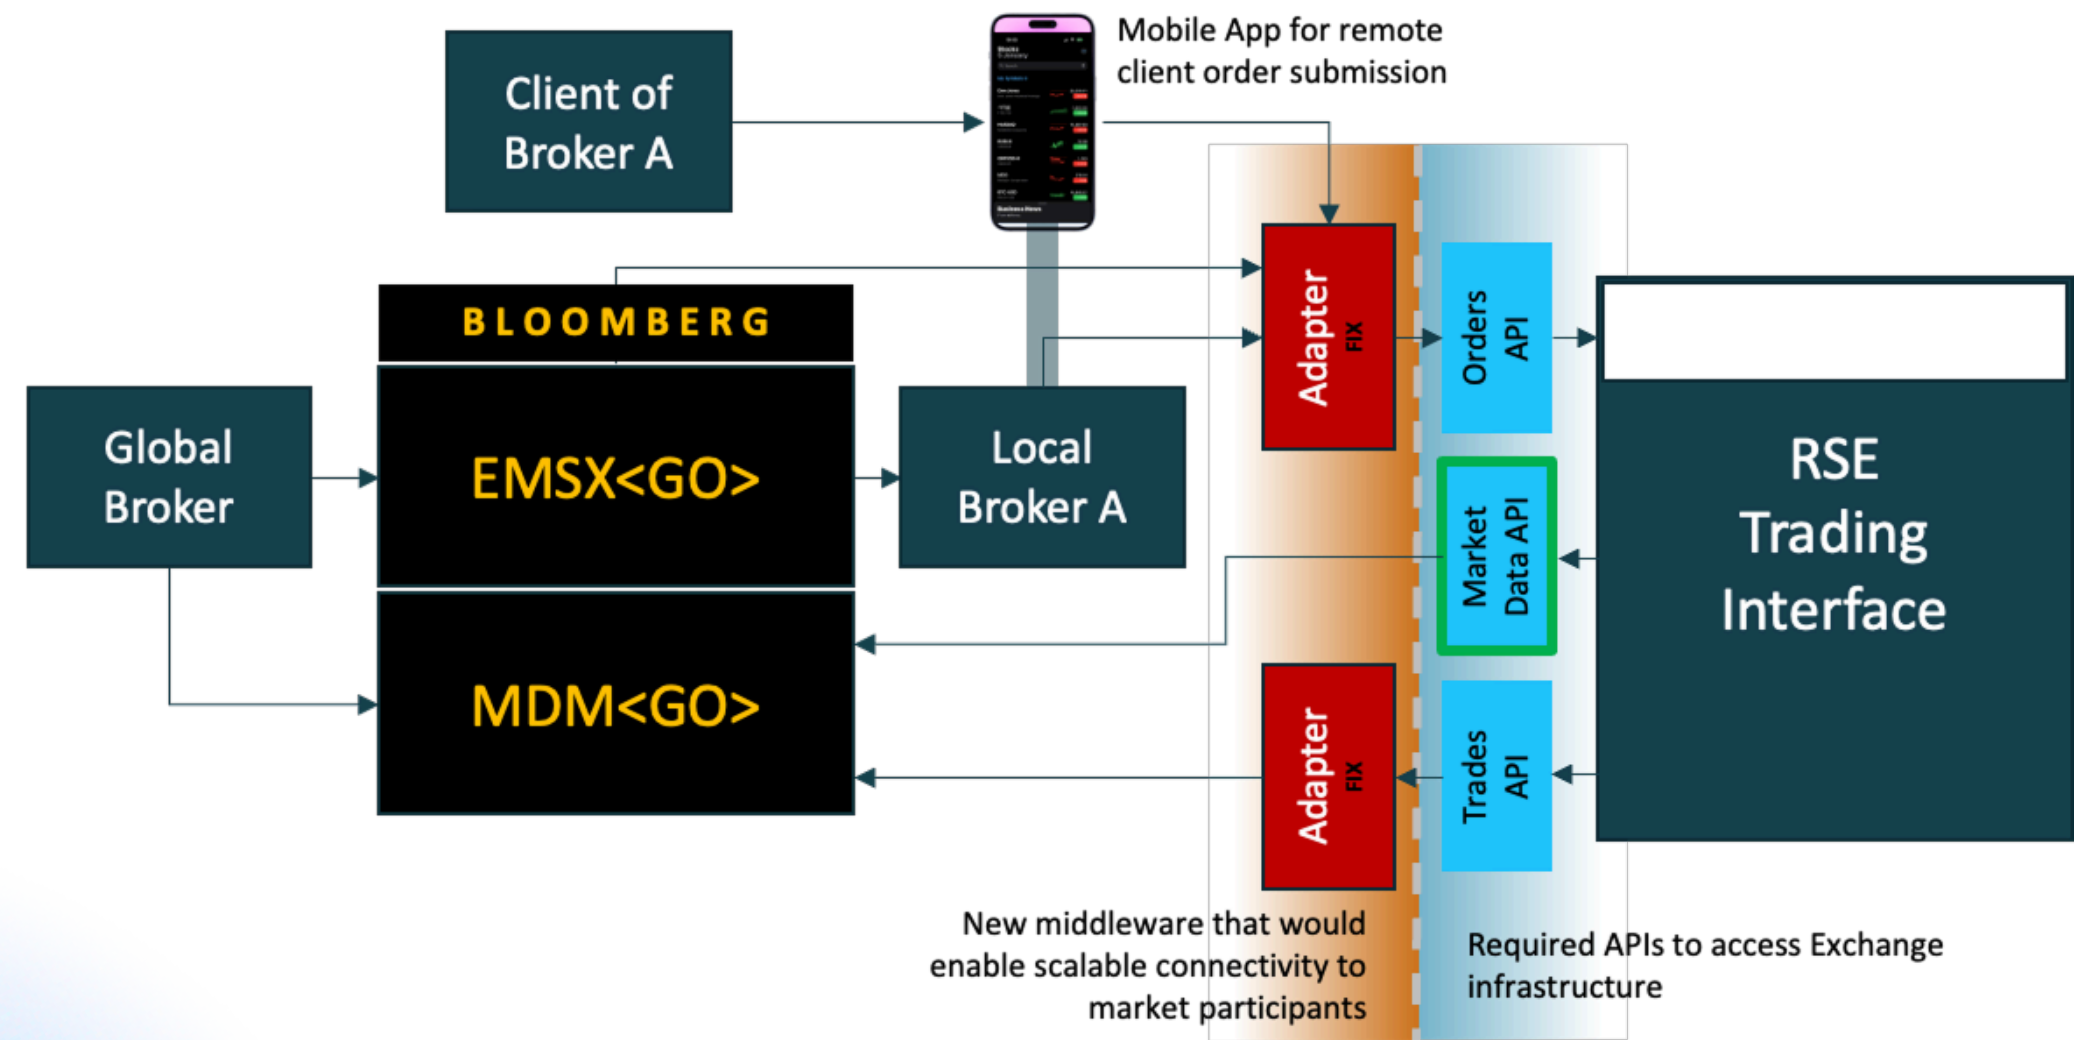 Client of
Broker A
Mobile App for remote
client order submission
BLOOMBERG
EMSX<GO>
MDM<GO>
Global
Broker
Local
Broker A
Adapter
FIX
Orders
API
Market
Data API
Adapter
FIX
Trades
API
RSE
Trading
Interface
New middleware that would
enable scalable connectivity to
market participants
Required APIs to access Exchange
infrastructure